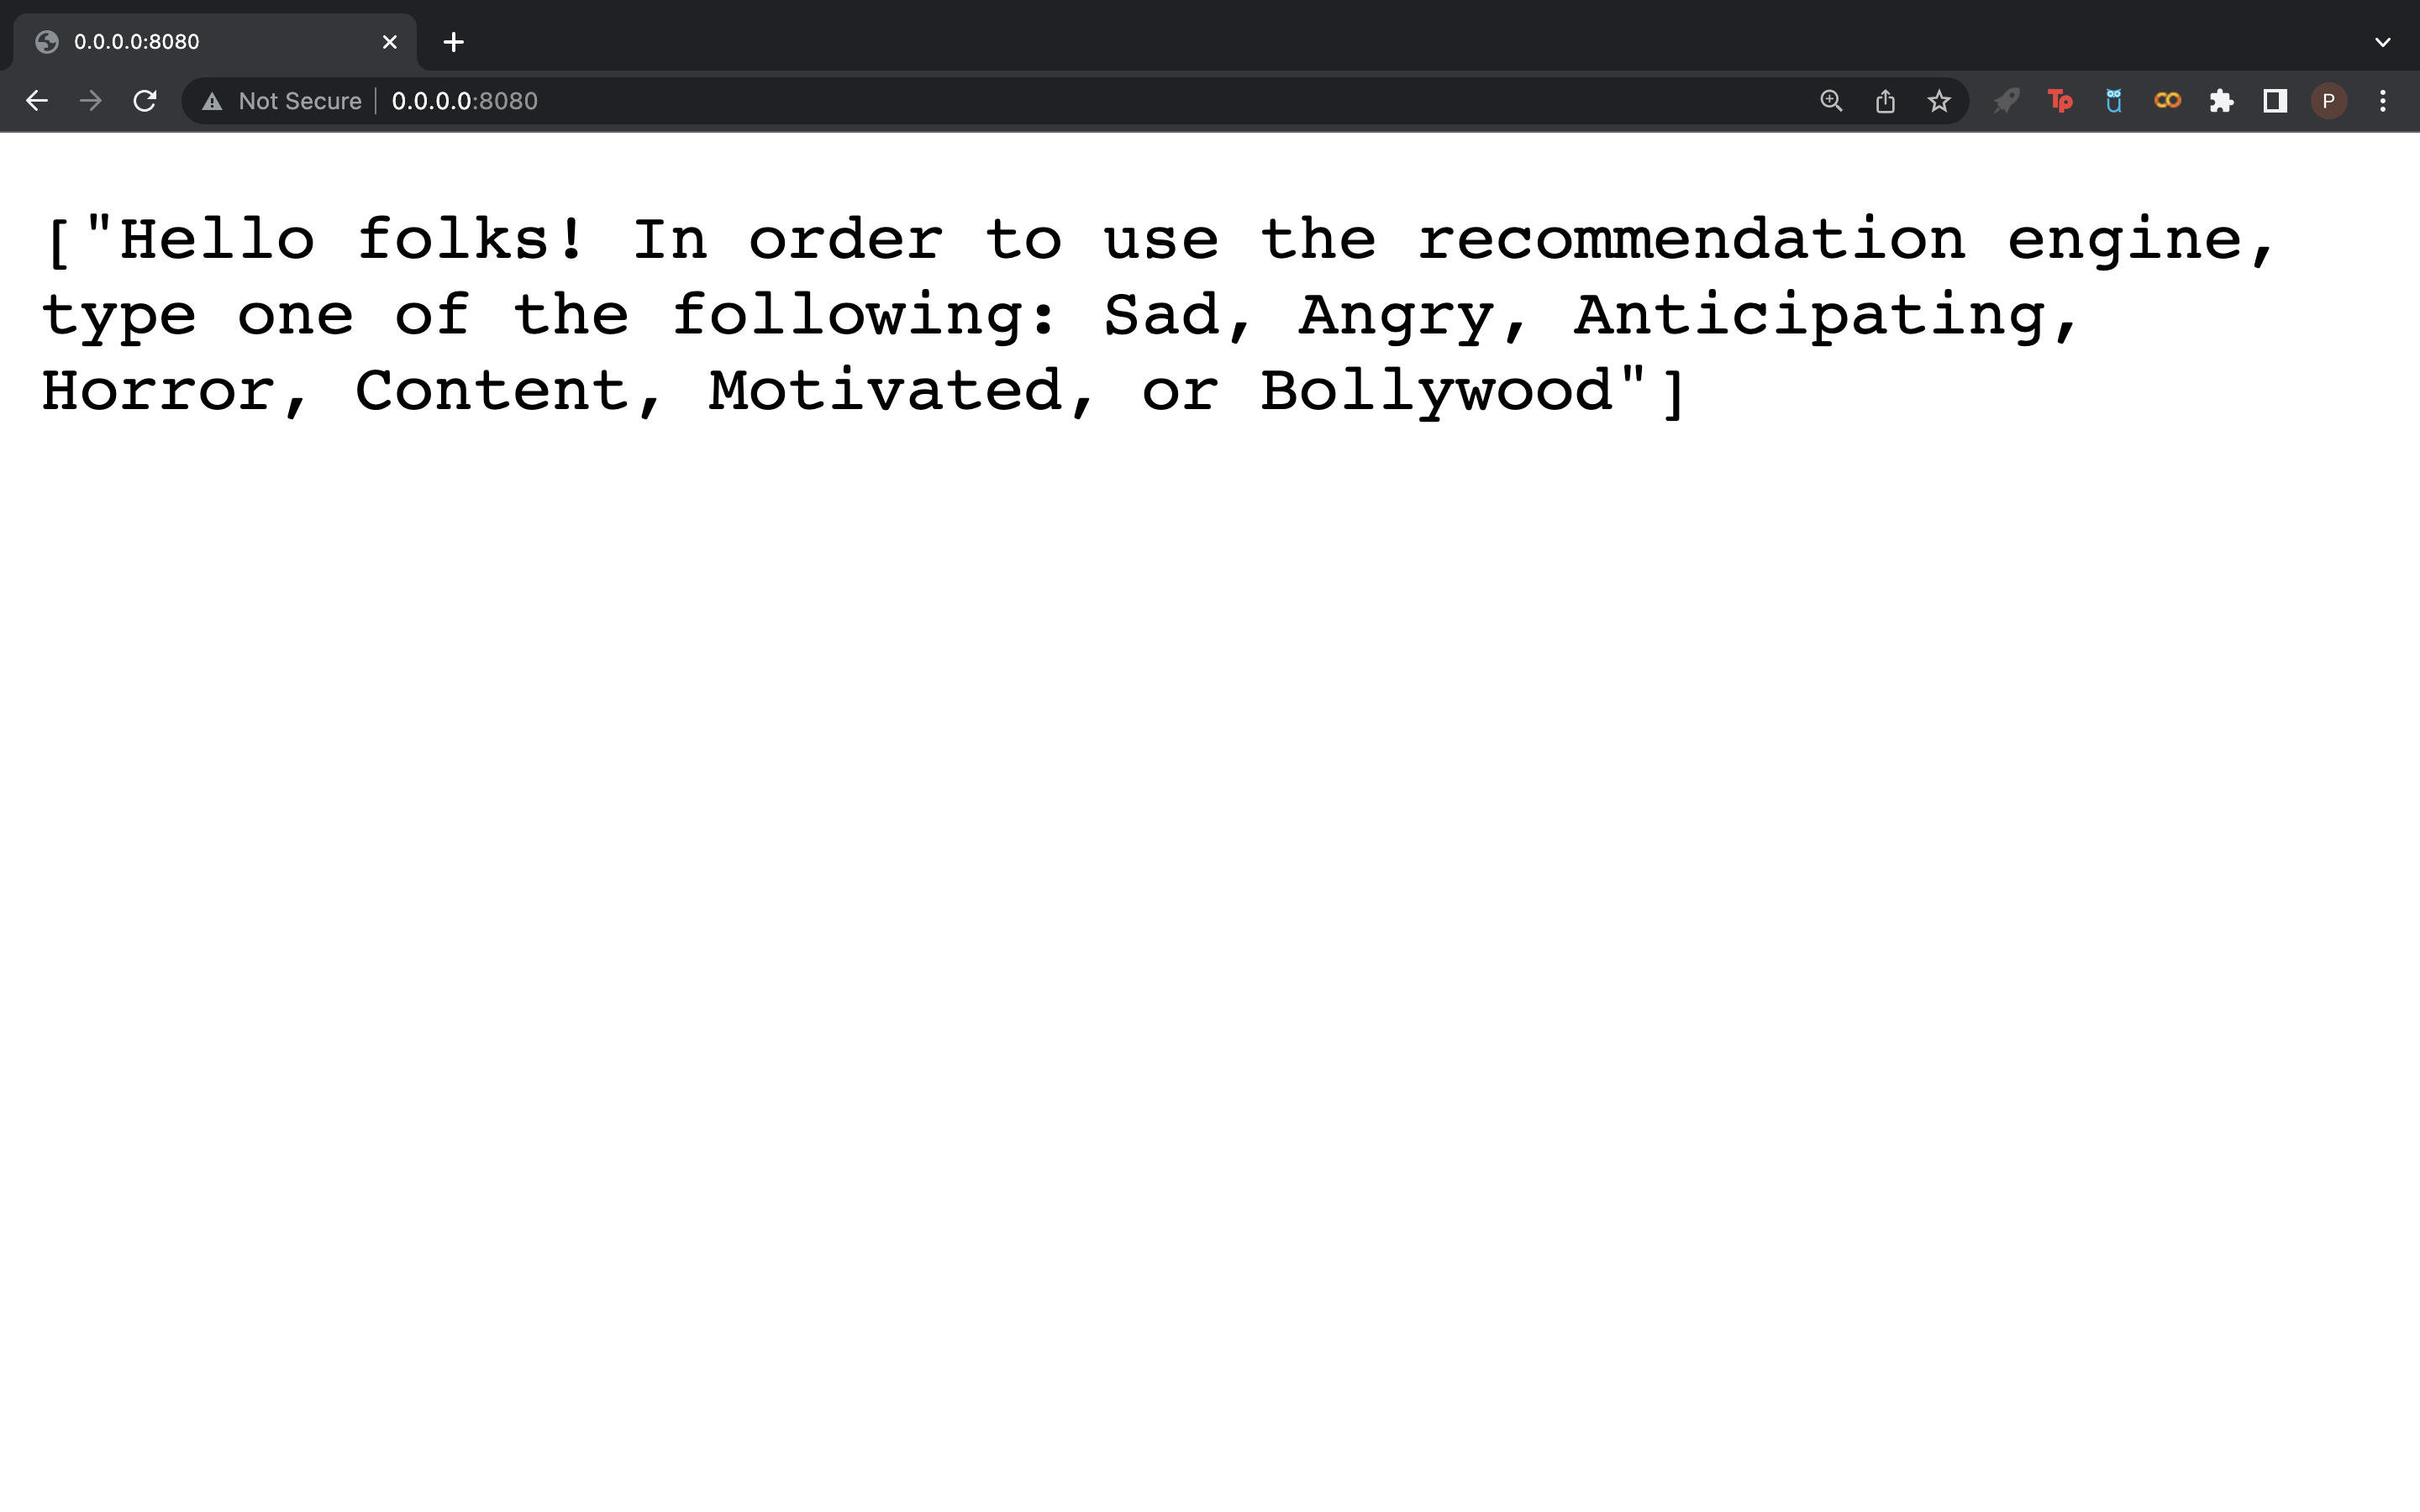 0.0.0.0:8080
Not Secure 0.0.0.0:8080
Tp
P
["Hello folks! In order to use the recommendation engine,
type one of the following: Sad, Angry, Anticipating,
Horror, Content, Motivated, or Bollywood"]